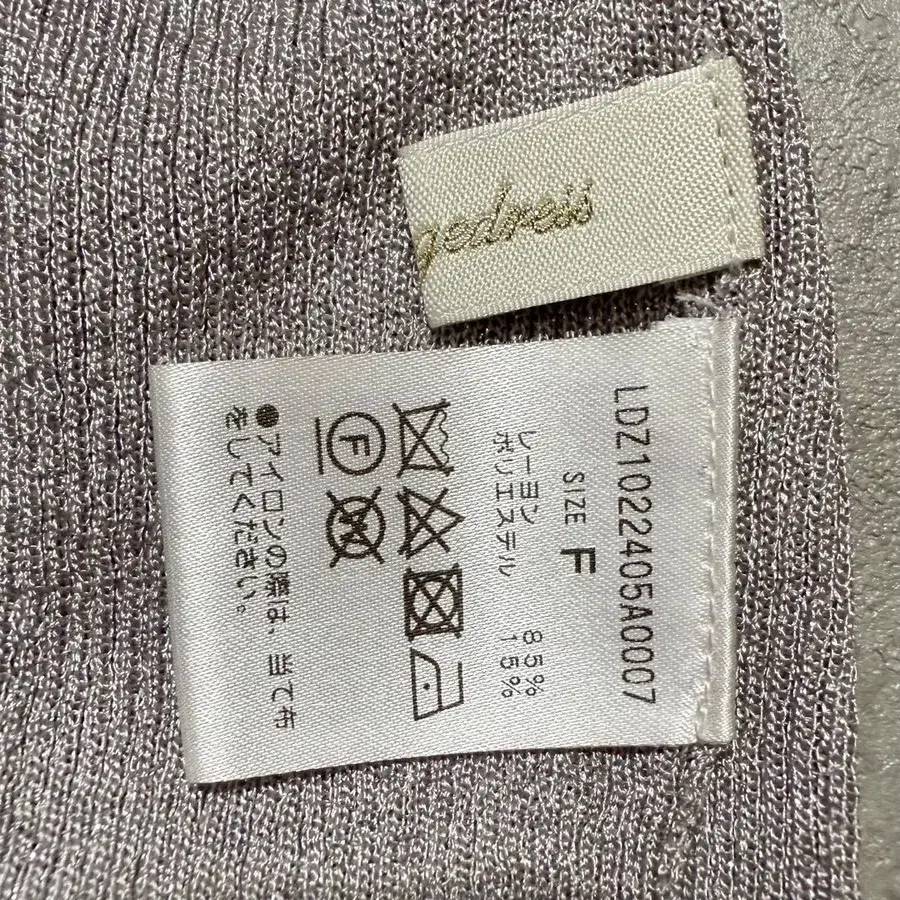 gedress
LDZ1022405A0007
SIZE F
レーヨン 85%
ポリエステル 15%
F
W
●アイロンの際は、当て布
をしてください。